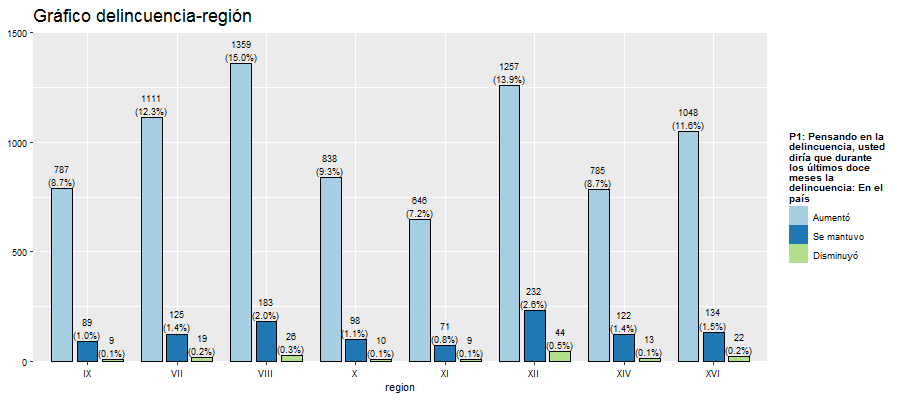 Gráfico delincuencia-región
1500
1000
500
0
787
(8.7%)
89
(1.0%)
9
(0.1%)
1111
(12.3%)
125
(1.4%)
19
(0.2%)
1359
(15.0%)
183
(2.0%)
26
(0.3%)
838
(9.3%)
98
(1.1%)
10
(0.1%)
646
(7.2%)
71
(0.8%)
9
(0.1%)
1257
(13.9%)
232
(2.6%)
44
(0.5%)
785
(8.7%)
122
(1.4%)
13
(0.1%)
1048
(11.6%)
134
(1.5%)
22
(0.2%)
IX
VII
VIII
X
XI
XII
XIV
XVI
region
P1: Pensando en la
delincuencia, usted
diría que durante
los últimos doce
meses la
delincuencia: En el
país
Aumentó
Se mantuvo
Disminuyó